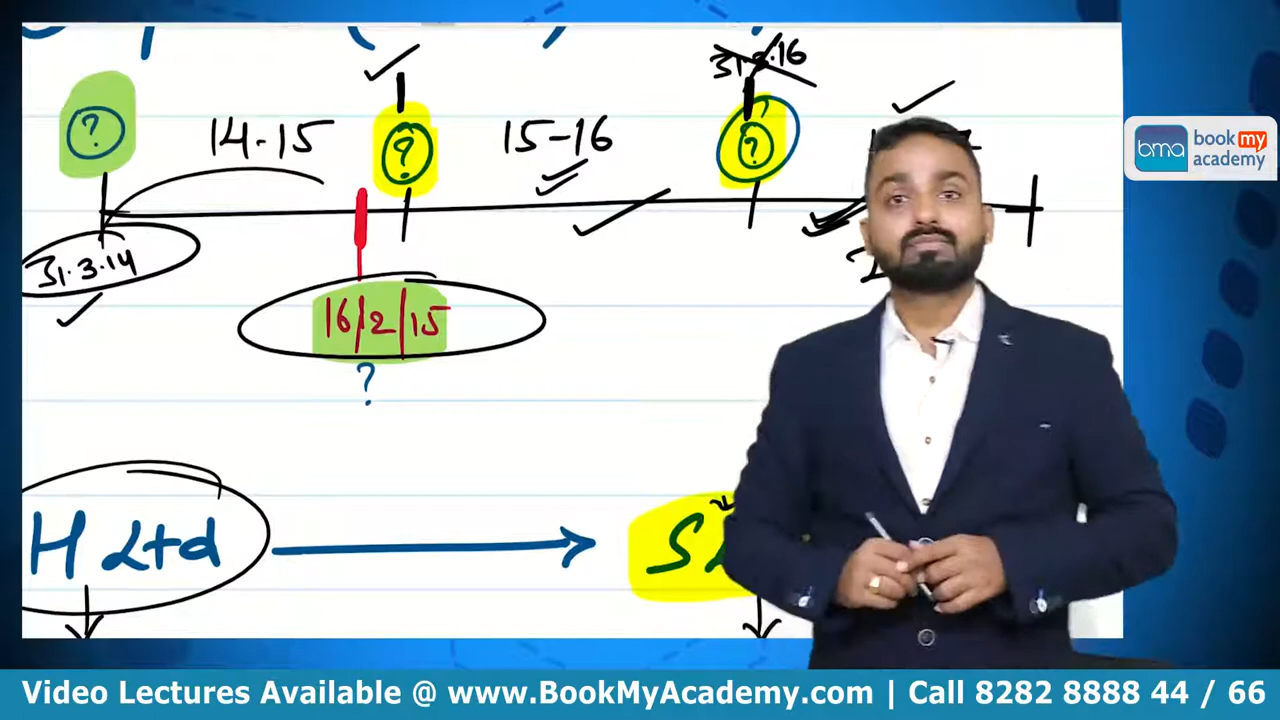 31.3.16
?
14-15
?
15-16
?
31.3.14
16/2/15
?
H Ltd
S
bma
book my
academy
Video Lectures Available @ www.BookMyAcademy.com | Call 8282 8888 44 / 66